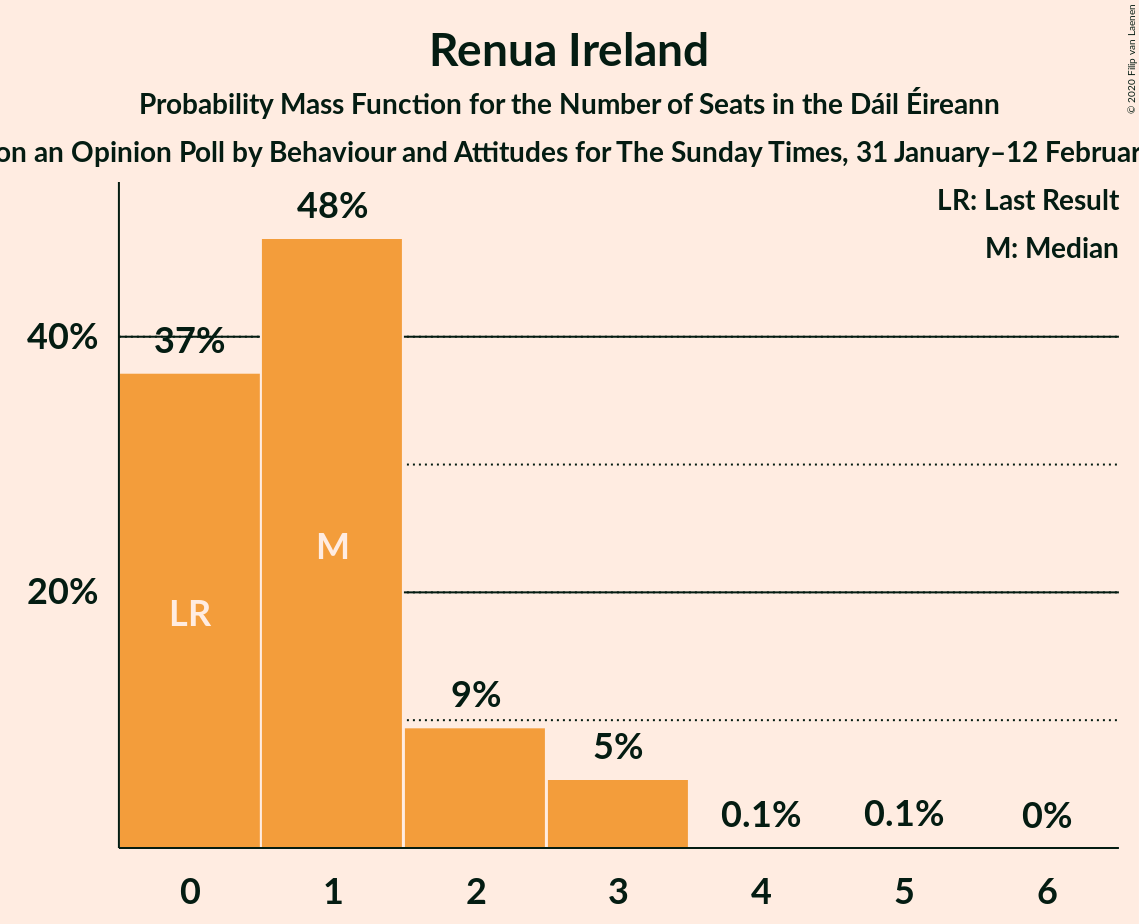 Renua Ireland
Probability Mass Function for the Number of Seats in the Dáil Éireann
on an Opinion Poll by Behaviour and Attitudes for The Sunday Times, 31 January–12 Februar
© 2020 Filip van Laenen
LR: Last Result
M: Median
48%
40%
37%
M
20%
LR
9%
5%
0.1%
0.1%
0%
0 1 2 3 4 5 6